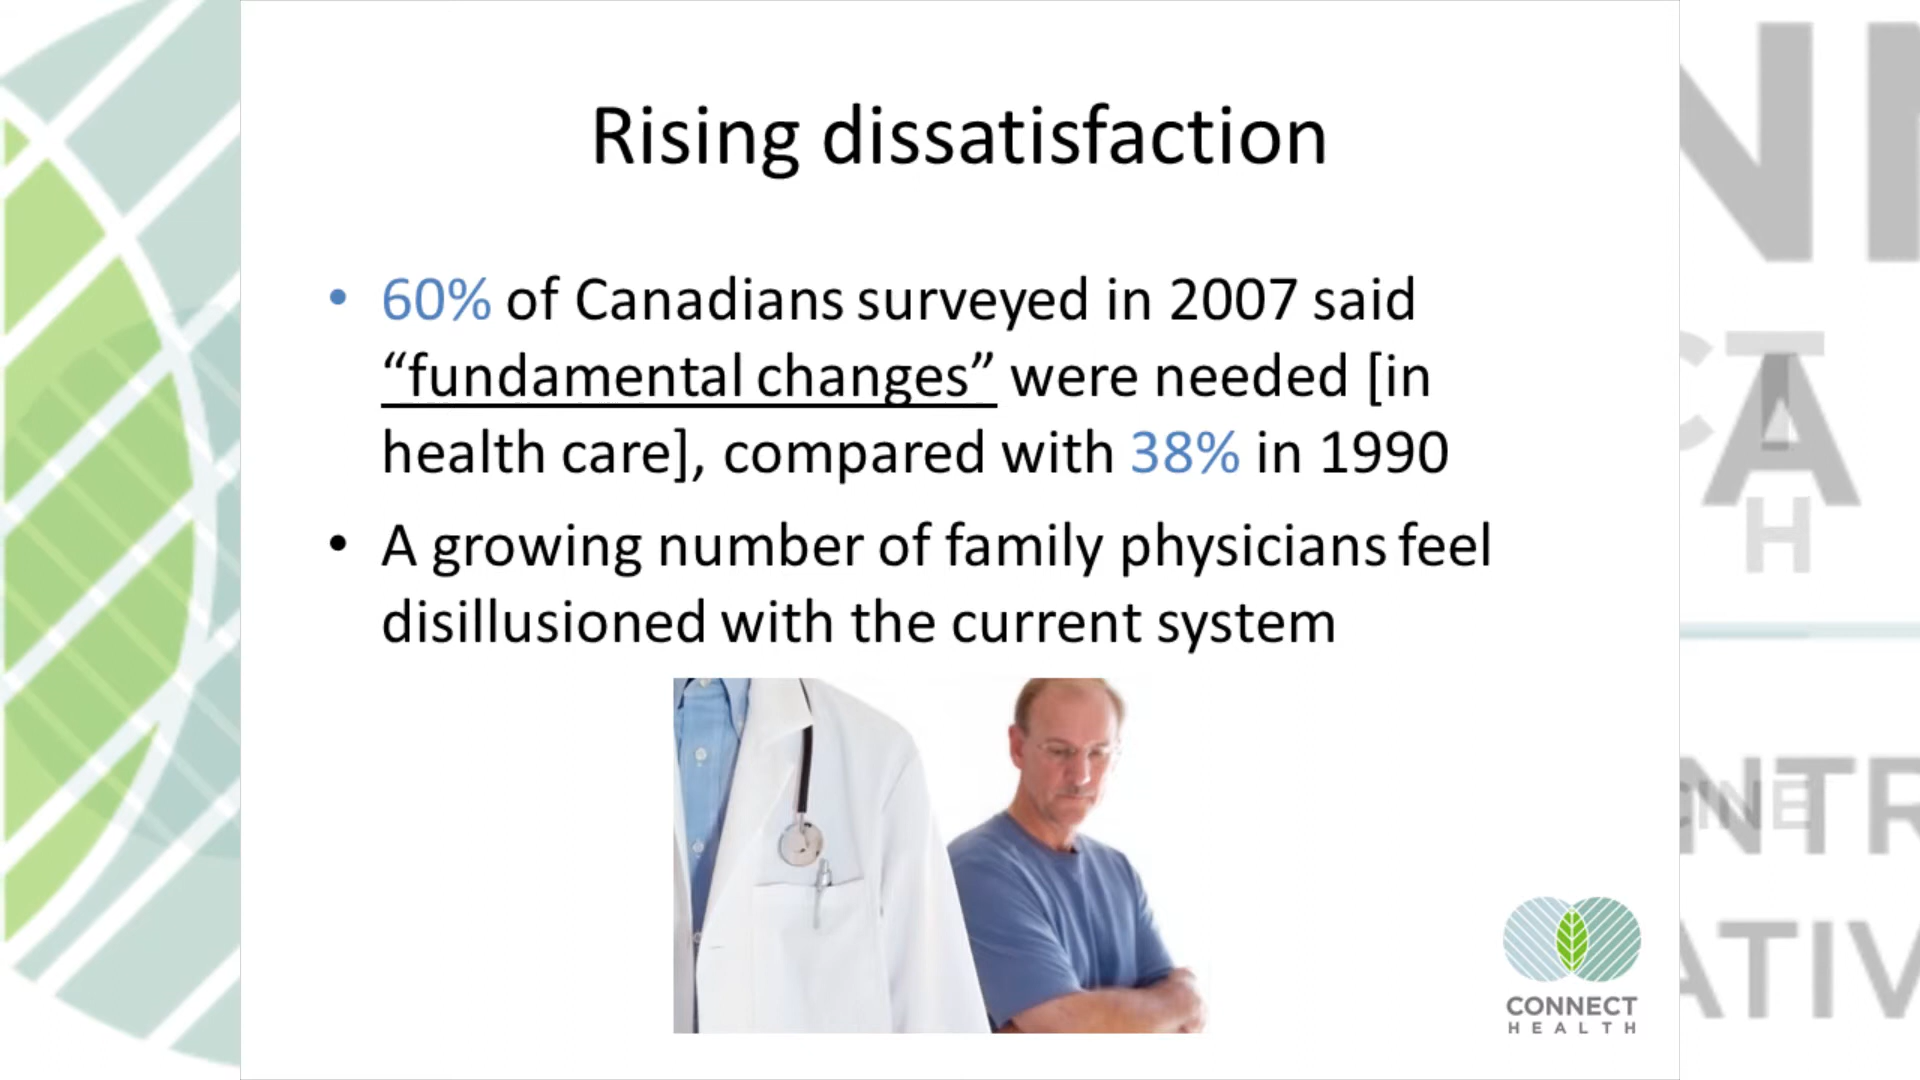 Rising dissatisfaction
• 60% of Canadians surveyed in 2007 said
“fundamental changes” were needed [in
health care], compared with 38% in 1990
• A growing number of family physicians feel
disillusioned with the current system
CONNECT
HEALTH